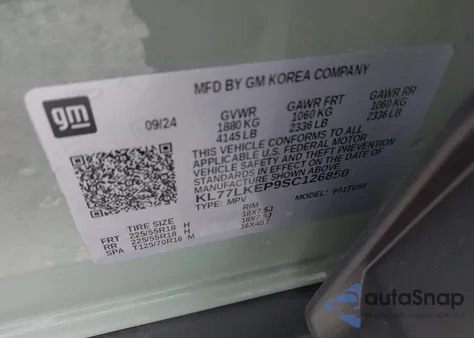 gm
MFD BY GM KOREA COMPANY
09/24
GVWR GAWR FRT GAWR RR
1880 KG 1060 KG 1060 KG
4145 LB 2336 LB 2336 LB
THIS VEHICLE CONFORMS TO ALL
APPLICABLE U.S. FEDERAL MOTOR
VEHICLE SAFETY AND THEFT PREVENTION
STANDARDS IN EFFECT ON THE DATE OF
MANUFACTURE SHOWN ABOVE
KL77LKEP9SC126850
TYPE: MPV MODEL:
TIRE SIZE RIM
FRT 225/55R18 H 18X7.5J
RR 225/55R18 H 18X7.5J
SPA T125/70R16 M 16X4BT
autoSnap